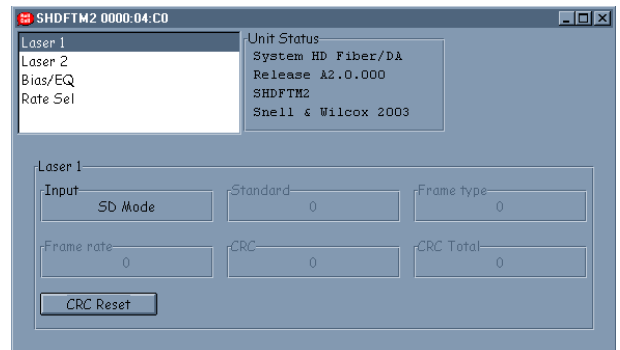 SHDFTM2 0000:04:C0
Laser 1
Laser 2
Bias/EQ
Rate Sel
Unit Status
System HD Fiber/DA
Release A2.0.000
SHDFTM2
Snell & Wilcox 2003
Laser 1
Input
SD Mode
Standard
0
Frame type
0
Frame rate
0
CRC
0
CRC Total
0
CRC Reset